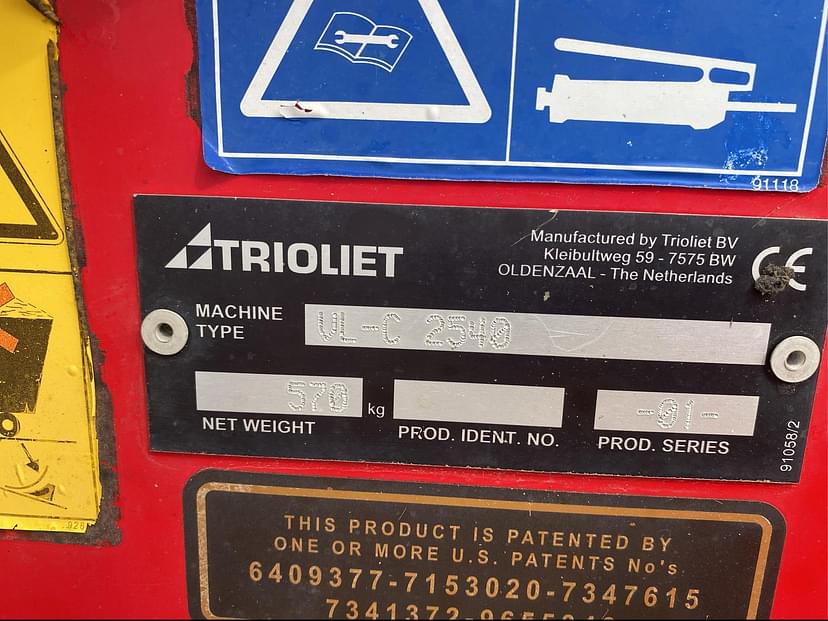 91118
TRIOLIET
Manufactured by Trioliet BV
Kleibultweg 59 - 7575 BW
OLDENZAAL - The Netherlands
CE
MACHINE
TYPE
VL-C 2540
570 kg
-01-
NET WEIGHT
PROD. IDENT. NO.
PROD. SERIES
91058/2
THIS PRODUCT IS PATENTED BY
ONE OR MORE U.S. PATENTS No's
6409377-7153020-7347615